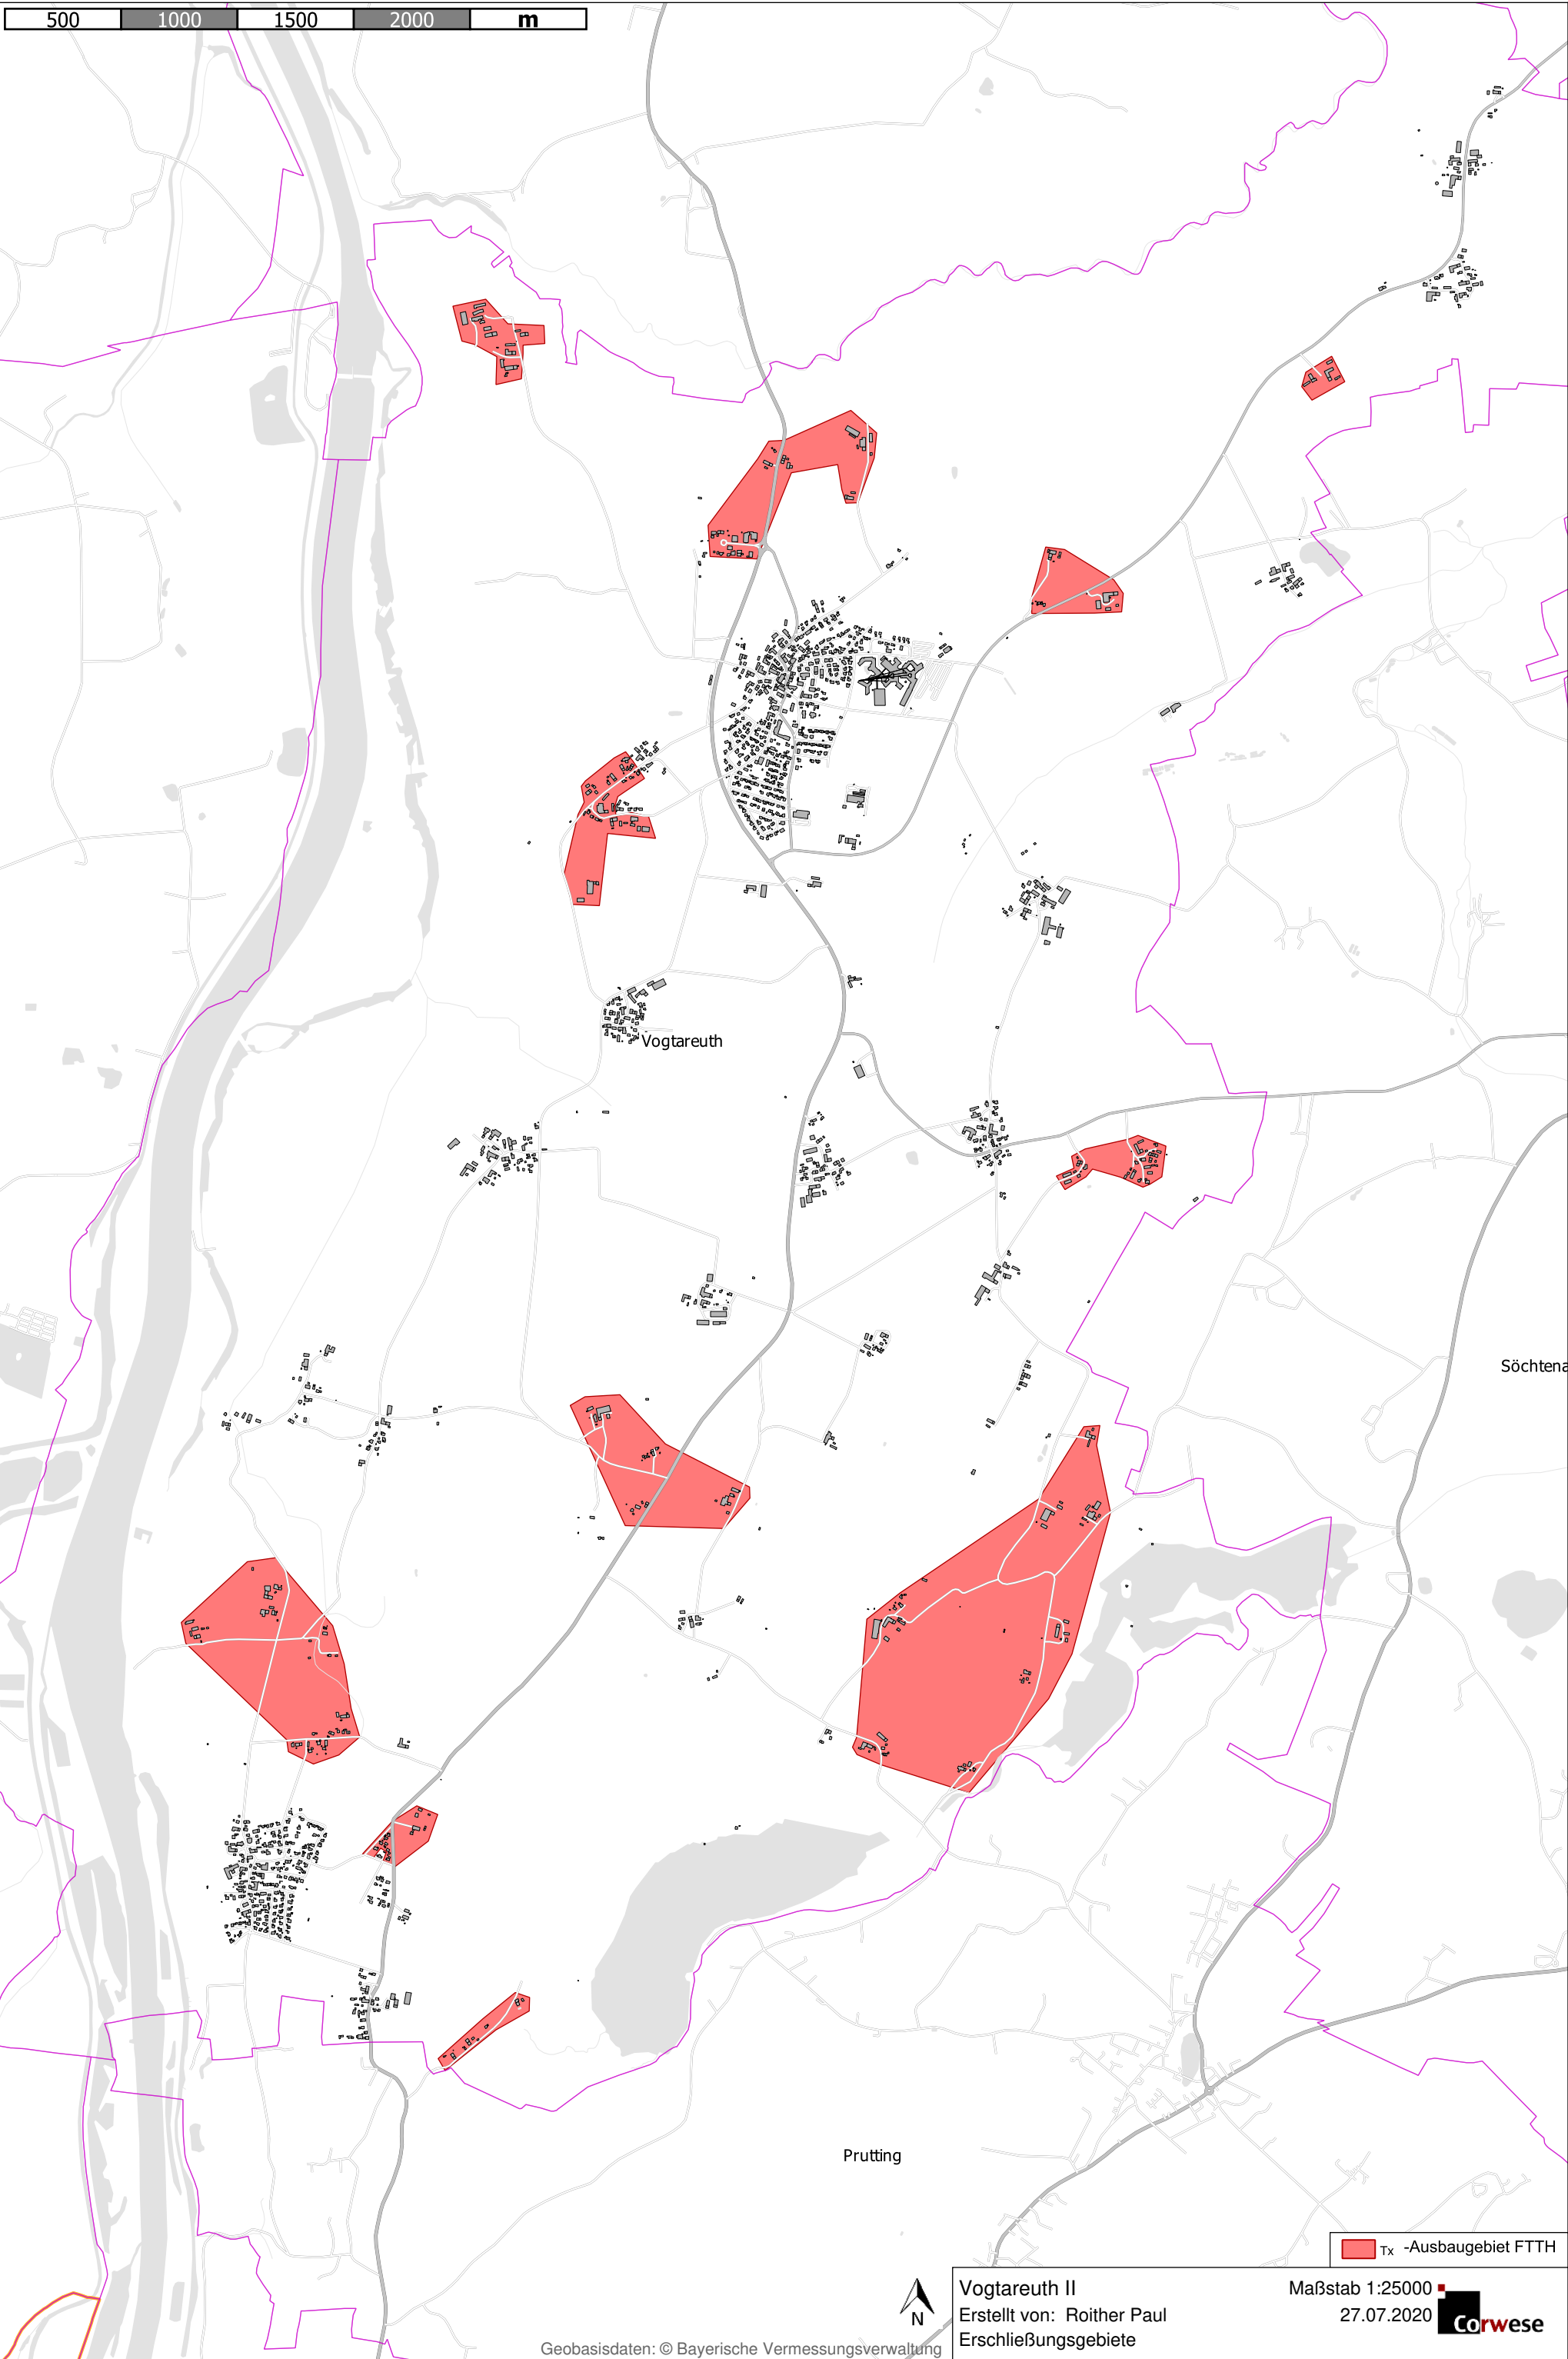 500 1000 1500 2000 m
Vogtareuth
Söchtena
Prutting
Tx -Ausbaugebiet FTTH
N
Vogtareuth II
Erstellt von: Roither Paul
Erschließungsgebiete
Maßstab 1:25000
27.07.2020
Corwese
Geobasisdaten: © Bayerische Vermessungsverwaltung